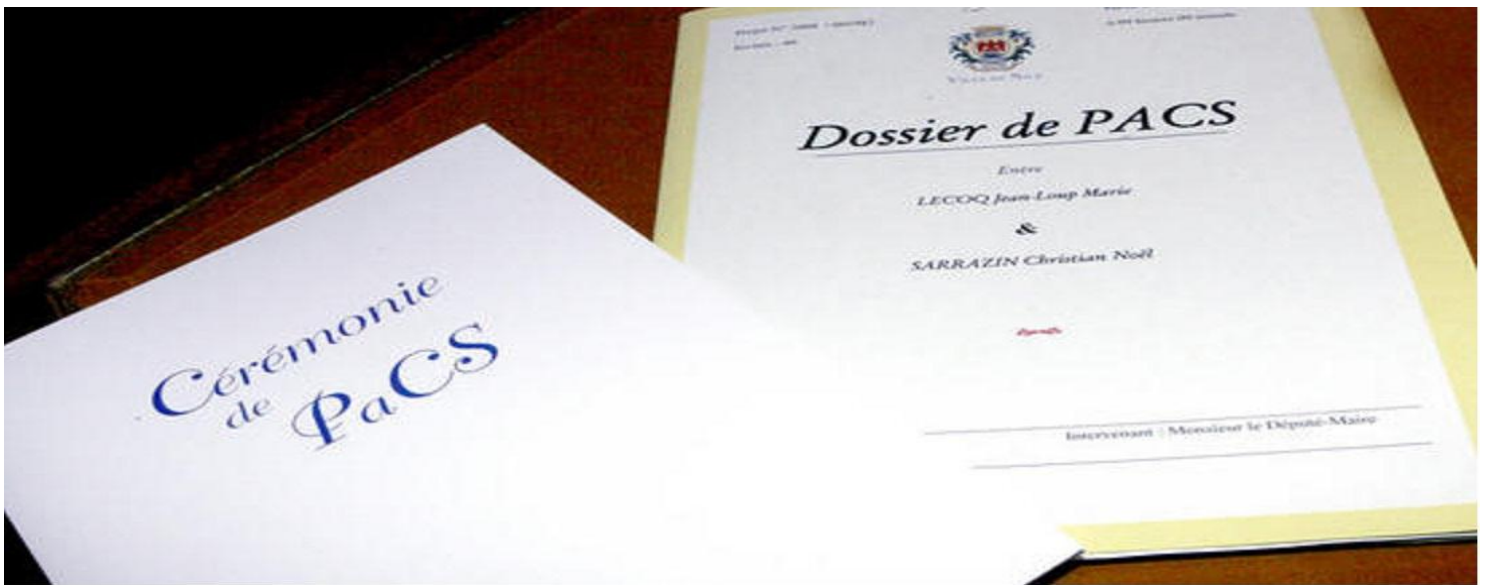 Cérémonie
de PaCS
Dossier de PACS
Entre
LECOQ Jean-Loup Marie
&
SARRAZIN Christian Noël
Intervenant : Monsieur le Député-Maire